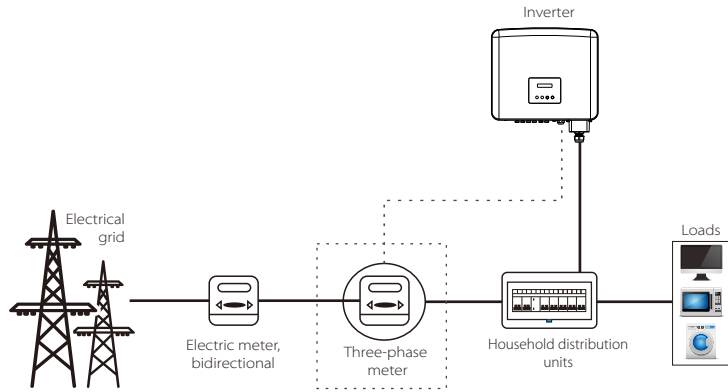 Inverter
Electrical
grid
Loads
Electric meter,
bidirectional
Three-phase
meter
Household distribution
units